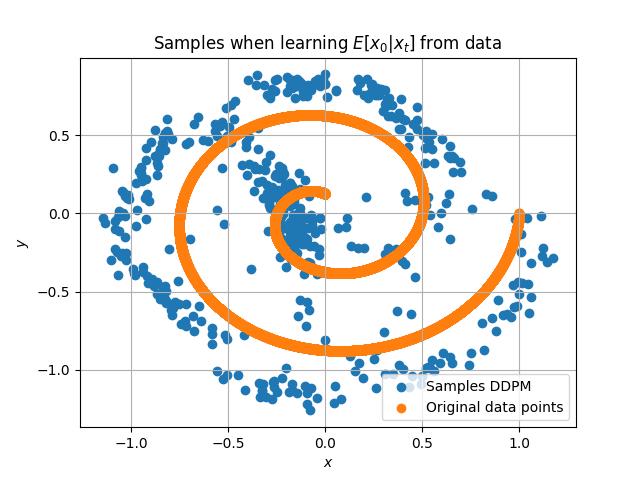 Samples when learning E[x₀|xₜ] from data
y
0.5
0.0
−0.5
−1.0
−1.0
−0.5
0.0
0.5
1.0
x
Samples DDPM
Original data points